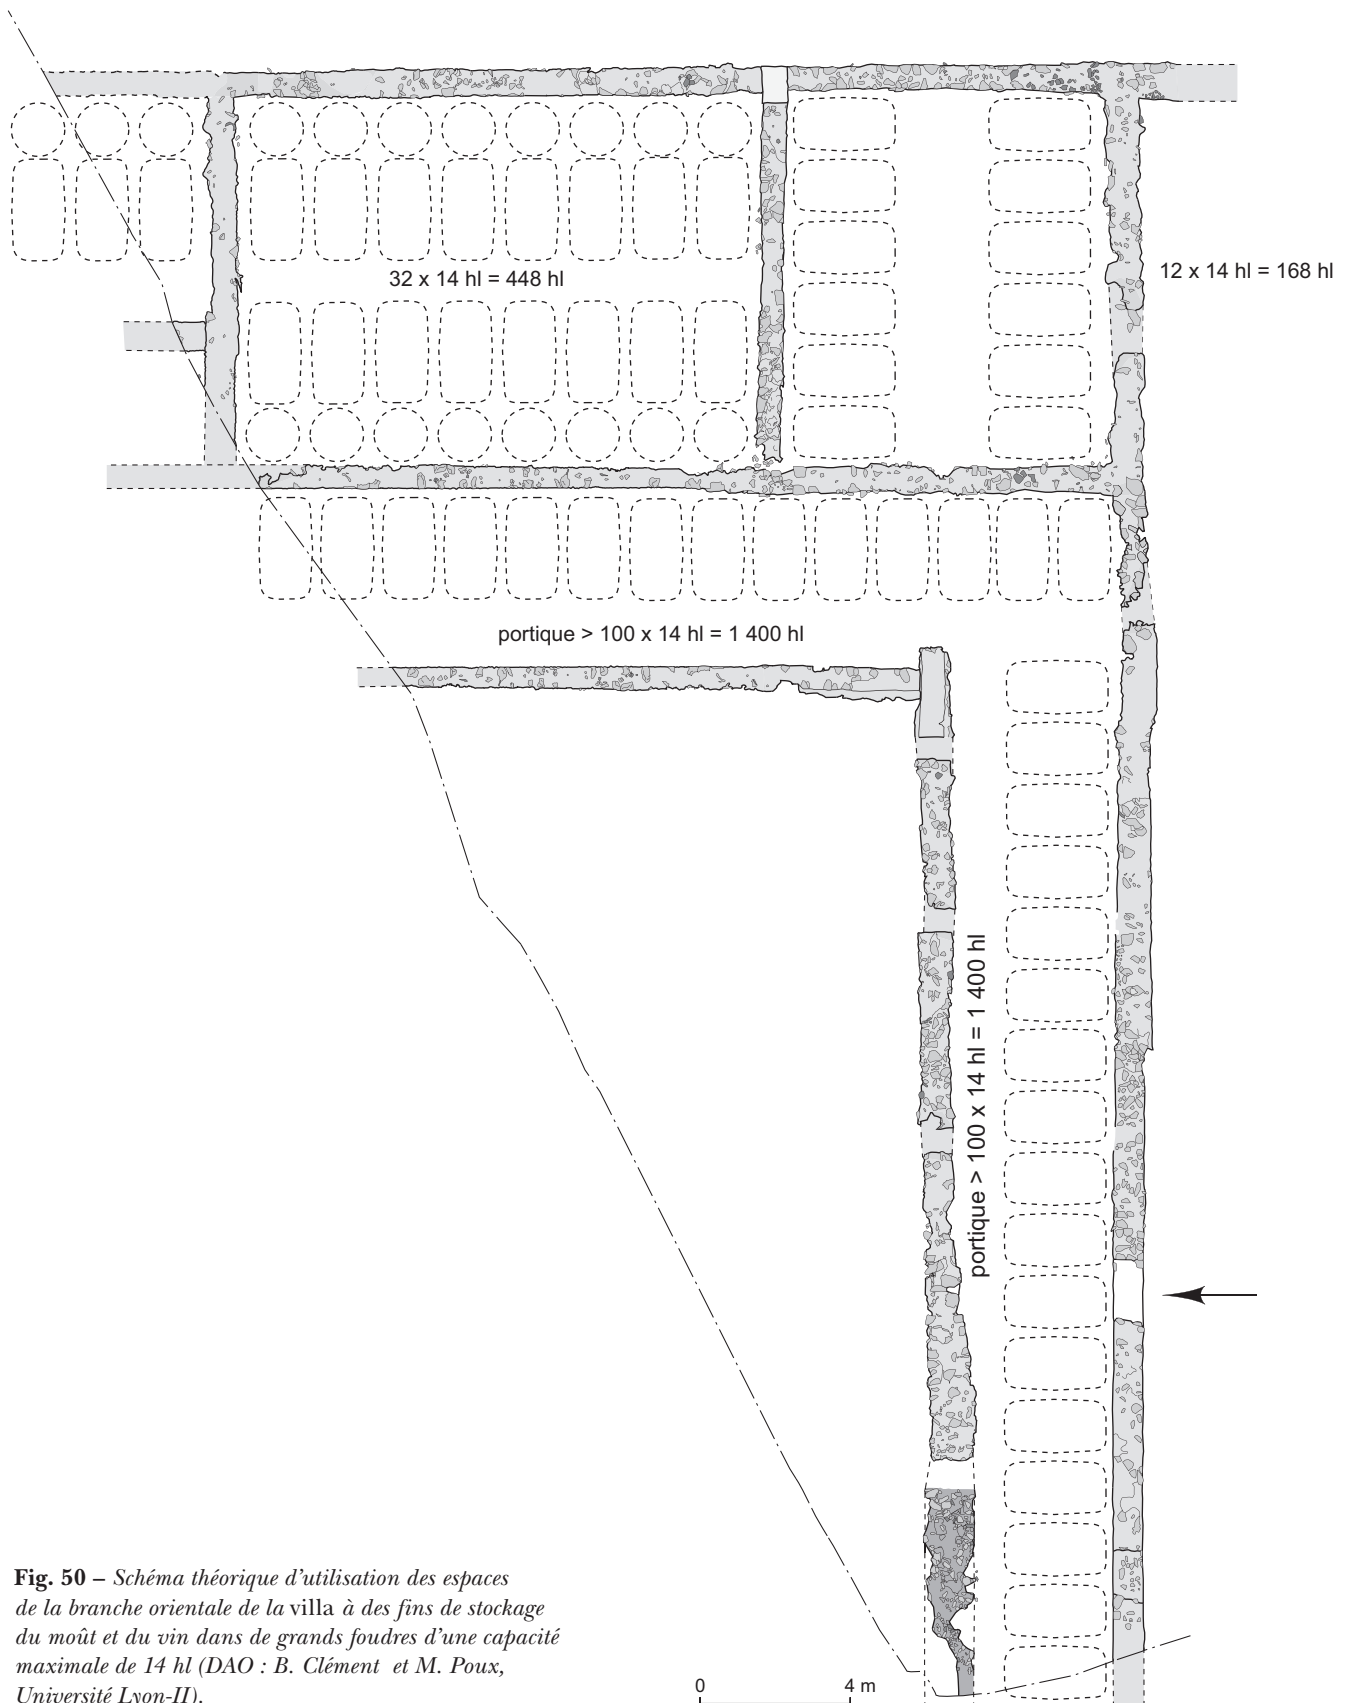 32 x 14 hl = 448 hl
12 x 14 hl = 168 hl
portique > 100 x 14 hl = 1 400 hl
portique > 100 x 14 hl = 1 400 hl
Fig. 50 – Schéma théorique d'utilisation des espaces
de la branche orientale de la villa à des fins de stockage
du moût et du vin dans de grands foudres d'une capacité
maximale de 14 hl (DAO : B. Clément et M. Poux,
Université Lyon-II).
0 4 m